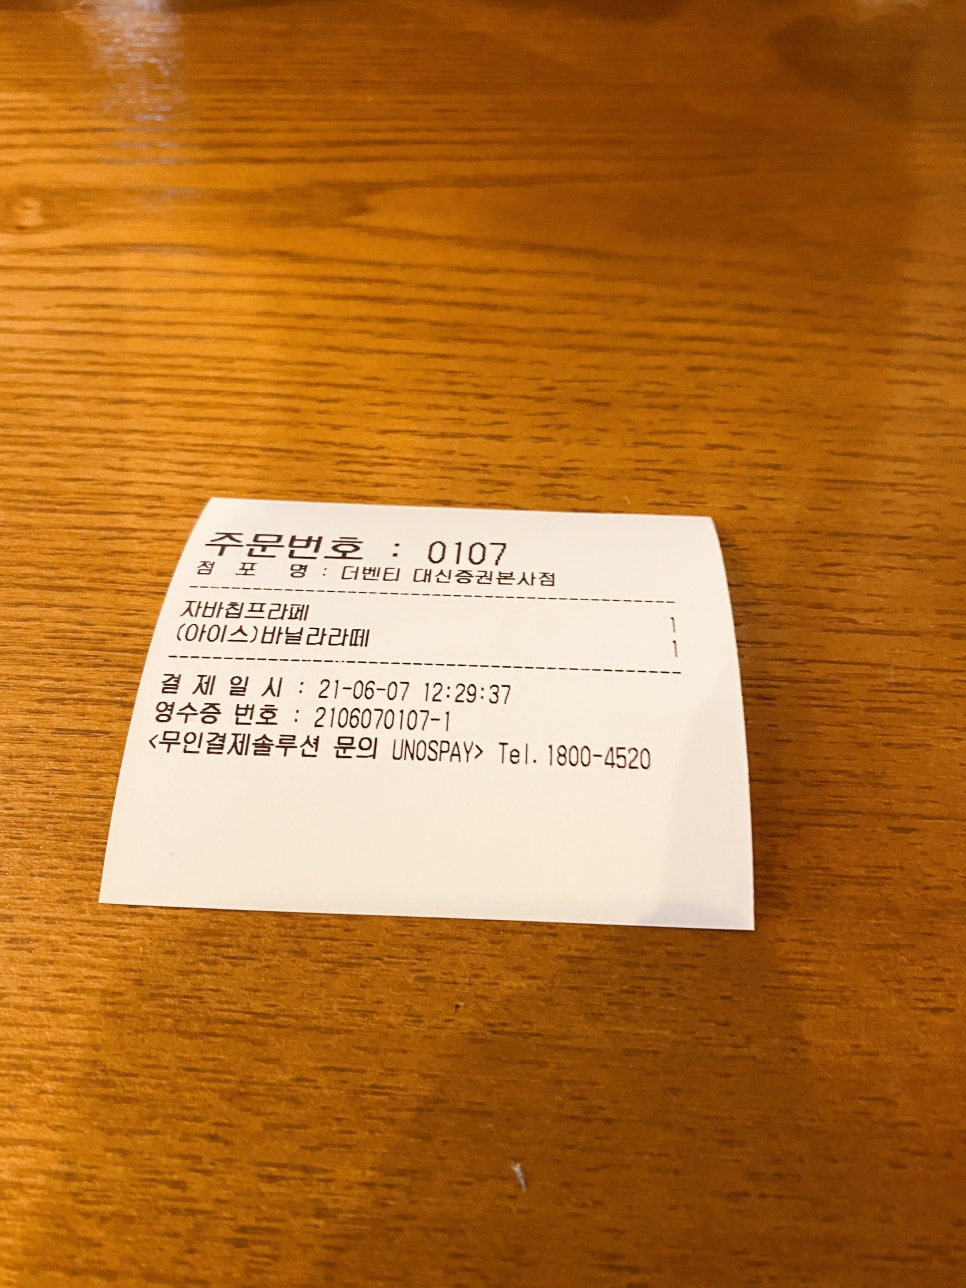 주문번호 : 0107
점 포 명 : 더벤티 대신증권본사점
--------------------------------
자바칩프라페 1
(아이스)바닐라라떼 1
--------------------------------
결 제 일 시 : 21-06-07 12:29:37
영수증 번호 : 2106070107-1
<무인결제솔루션 문의 UNOSPAY> Tel.1800-4520